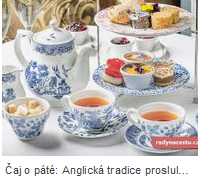 radynacestu.cz
Čaj o páté: Anglická tradice proslul...